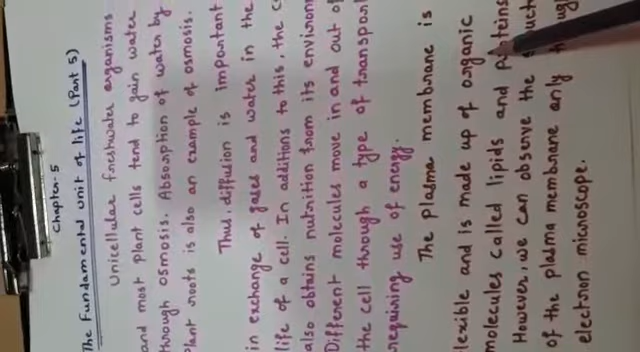 Chapter-5
The Fundamental unit of life (Part 5)
Unicellular freshwater organisms
and most plant cells tend to gain water
through osmosis. Absorption of water by
Plant roots is also an example of osmosis.
Thus, diffusion is important
in exchange of gases and water in the
life of a cell. In additions to this, the
also obtains nutrition from its environ
Different molecules move in and out of
the cell through a type of transport
requiring use of energy.
The plasma membrane is
lexible and is made up of organic
molecules called lipids and
However, we can observe the
of the plasma membrane only
electron microscope.